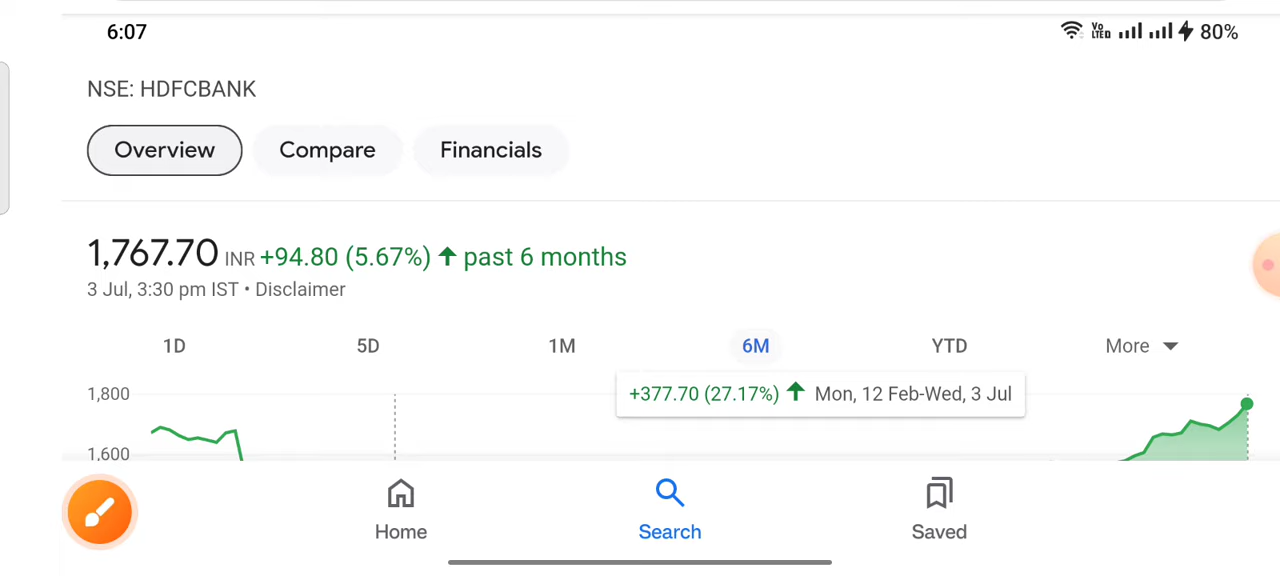 6:07 Vo LTED 80%
NSE: HDFCBANK
Overview Compare Financials
1,767.70 INR +94.80 (5.67%) ↑ past 6 months
3 Jul, 3:30 pm IST • Disclaimer
1D 5D 1M 6M YTD More
+377.70 (27.17%) ↑ Mon, 12 Feb-Wed, 3 Jul
1,800
1,600
Home Search Saved